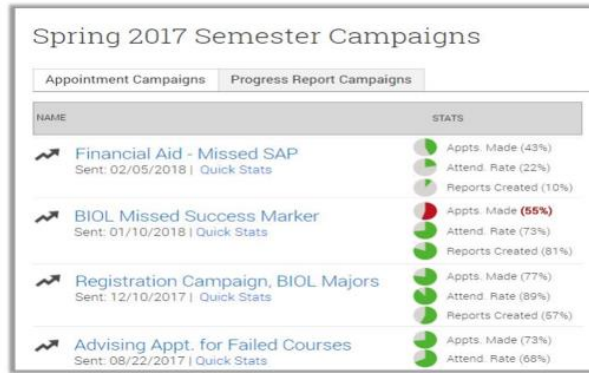 Spring 2017 Semester Campaigns
Appointment Campaigns Progress Report Campaigns
NAME STATS
Financial Aid - Missed SAP
Sent: 02/05/2018 | Quick Stats
Appts. Made (43%)
Attend. Rate (22%)
Reports Created (10%)
BIOL Missed Success Marker
Sent: 01/10/2018 | Quick Stats
Appts. Made (55%)
Attend. Rate (73%)
Reports Created (81%)
Registration Campaign, BIOL Majors
Sent: 12/10/2017 | Quick Stats
Appts. Made (77%)
Attend. Rate (89%)
Reports Created (57%)
Advising Appt. for Failed Courses
Sent: 08/22/2017 | Quick Stats
Appts. Made (73%)
Attend. Rate (68%)